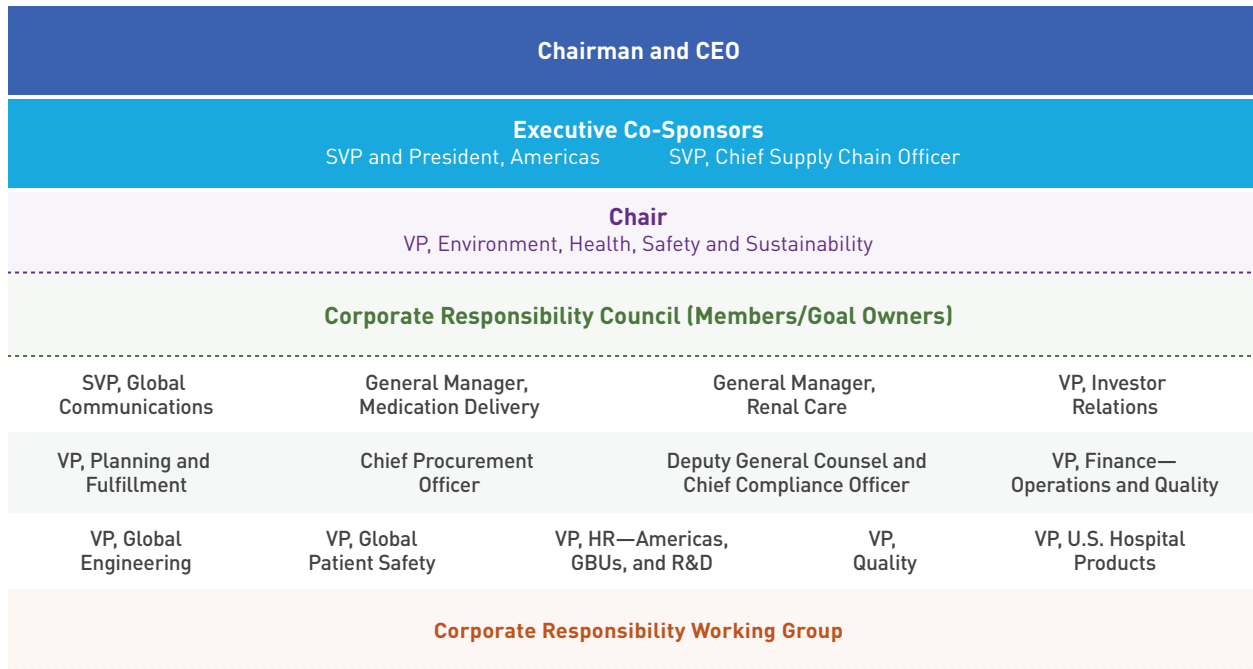 Chairman and CEO
Executive Co-Sponsors
SVP and President, Americas SVP, Chief Supply Chain Officer
Chair
VP, Environment, Health, Safety and Sustainability
Corporate Responsibility Council (Members/Goal Owners)
SVP, Global
Communications
General Manager,
Medication Delivery
General Manager,
Renal Care
VP, Investor
Relations
VP, Planning and
Fulfillment
Chief Procurement
Officer
Deputy General Counsel and
Chief Compliance Officer
VP, Finance—
Operations and Quality
VP, Global
Engineering
VP, Global
Patient Safety
VP, HR—Americas,
GBUs, and R&D
VP,
Quality
VP, U.S. Hospital
Products
Corporate Responsibility Working Group